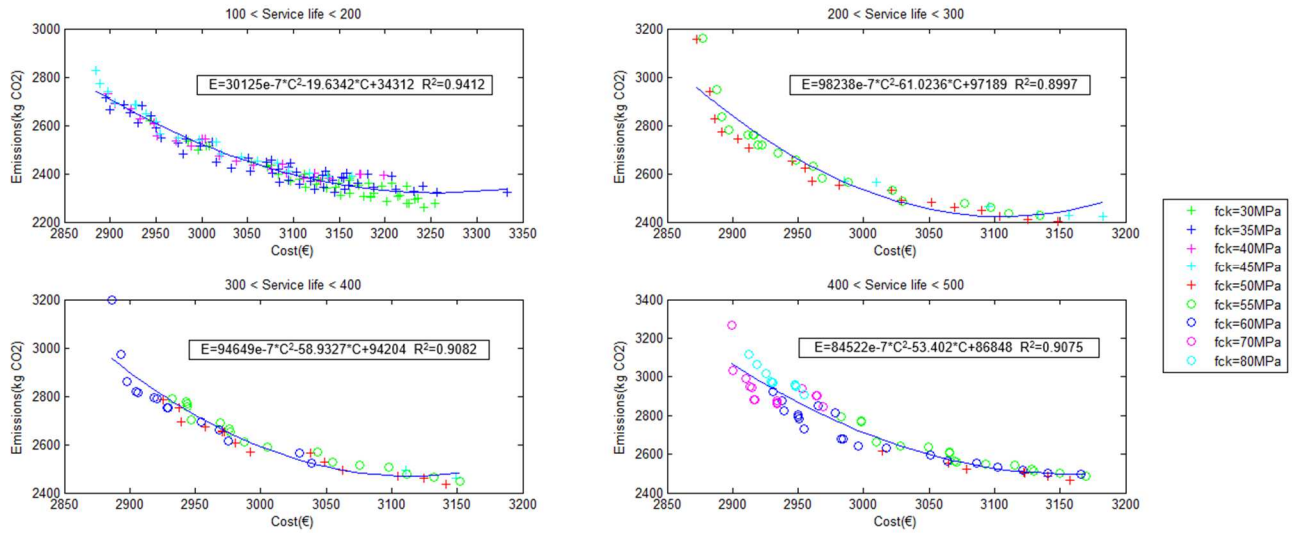 100 < Service life < 200
3000
2800
2600
2400
2200
E=30125e-7*C²-19.6342*C+34312 R²=0.9412
2850 2950 3000 3050 3100 3145 3200 3255 3350
Emissions(kg CO2)
Cost(€)
200 < Service life < 300
3200
3000
2800
2600
2400
E=98238e-7*C²-61.0236*C+97189 R²=0.8997
2850 2900 2950 3000 3050 3100 3150 3200
Emissions(kg CO2)
Cost(€)
300 < Service life < 400
3200
3000
2800
2600
2400
E=94649e-7*C²-58.9327*C+94204 R²=0.9082
2850 2900 2950 3000 3050 3100 3150 3200
Emissions(kg CO2)
Cost(€)
400 < Service life < 500
3400
3200
3000
2800
2600
2400
E=84522e-7*C²-53.402*C+86848 R²=0.9075
2850 2900 2950 3000 3050 3100 3150 3200
Emissions(kg CO2)
Cost(€)
fck=30MPa
fck=35MPa
fck=40MPa
fck=45MPa
fck=50MPa
fck=55MPa
fck=60MPa
fck=70MPa
fck=80MPa